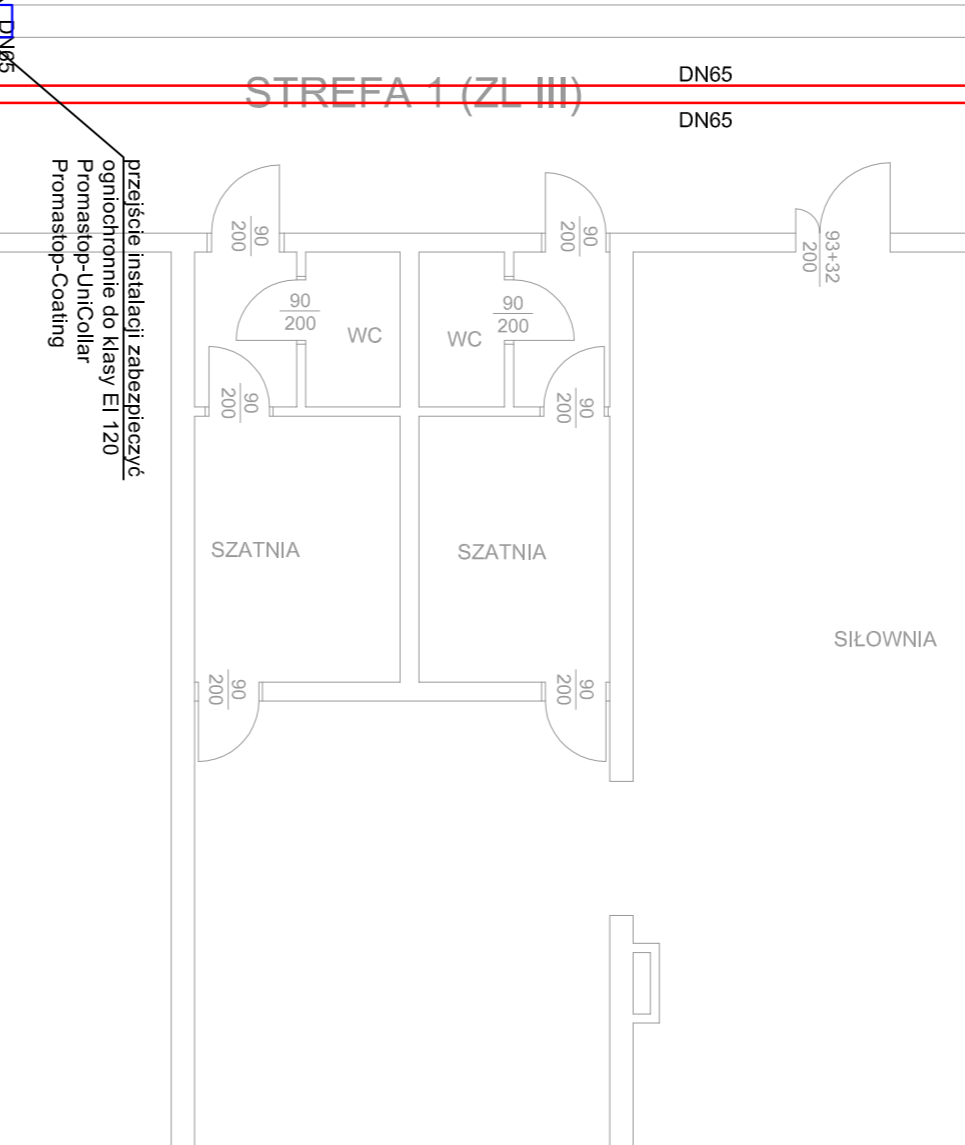 DN65
STREFA 1 (ZL III)
DN65
DN65
przejście instalacji zabezpieczyć
ogniochronnie do klasy EI 120
Promastop-UniCollar
Promastop-Coating
90
200
90
200
93+32
200
90
200
WC
WC
90
200
90
200
90
200
SZATNIA
SZATNIA
SIŁOWNIA
90
200
90
200